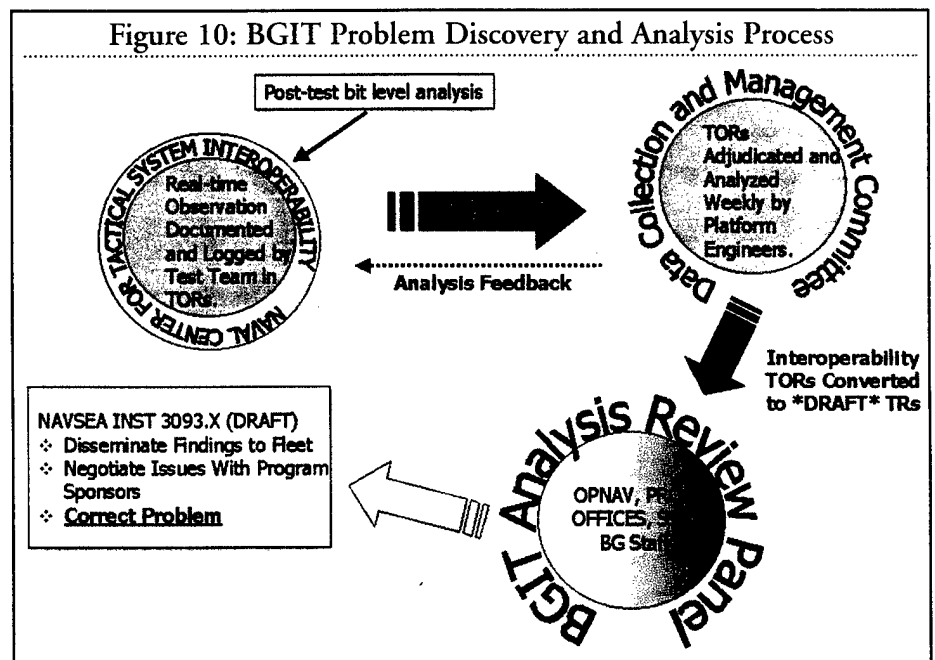 Figure 10: BGIT Problem Discovery and Analysis Process
Post-test bit level analysis
NAVAL CENTER FOR TACTICAL SYSTEM INTEROPERABILITY
Real-time
Observation
Documented
and Logged by
Test Team in
TORs.
Analysis Feedback
Data Collection and Management Committee
TORs
Adjudicated and
Analyzed
Weekly by
Platform
Engineers.
Interoperability
TORs Converted
to *DRAFT* TRs
BGIT Analysis Review Panel
OPNAV,
OFFICES,
BG
NAVSEA INST 3093.X (DRAFT)
❖ Disseminate Findings to Fleet
❖ Negotiate Issues With Program
Sponsors
❖ Correct Problem